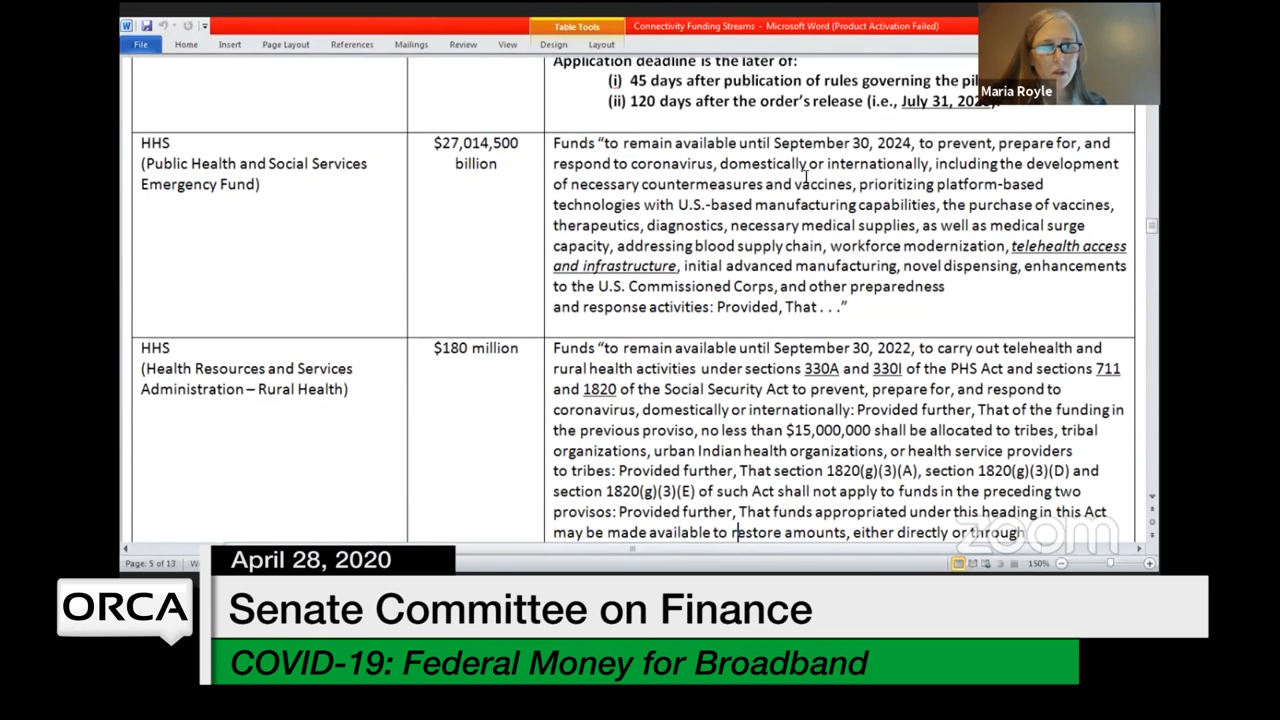 Table Tools
Connectivity Funding Streams - Microsoft Word (Product Activation Failed)
File Home Insert Page Layout References Mailings Review View Design Layout
Maria Royle
Application deadline is the later of:
(i) 45 days after publication of rules governing the
(ii) 120 days after the order's release (i.e., July 31,
HHS
(Public Health and Social Services
Emergency Fund)
$27,014,500
billion
Funds “to remain available until September 30, 2024, to prevent, prepare for, and
respond to coronavirus, domestically or internationally, including the development
of necessary countermeasures and vaccines, prioritizing platform-based
technologies with U.S.-based manufacturing capabilities, the purchase of vaccines,
therapeutics, diagnostics, necessary medical supplies, as well as medical surge
capacity, addressing blood supply chain, workforce modernization, telehealth access
and infrastructure, initial advanced manufacturing, novel dispensing, enhancements
to the U.S. Commissioned Corps, and other preparedness
and response activities: Provided, That . . .”
HHS
(Health Resources and Services
Administration – Rural Health)
$180 million
Funds “to remain available until September 30, 2022, to carry out telehealth and
rural health activities under sections 330A and 330I of the PHS Act and sections 711
and 1820 of the Social Security Act to prevent, prepare for, and respond to
coronavirus, domestically or internationally: Provided further, That of the funding in
the previous proviso, no less than $15,000,000 shall be allocated to tribes, tribal
organizations, urban Indian health organizations, or health service providers
to tribes: Provided further, That section 1820(g)(3)(A), section 1820(g)(3)(D) and
section 1820(g)(3)(E) of such Act shall not apply to funds in the preceding two
provisos: Provided further, That funds appropriated under this heading in this Act
may be made available to restore amounts, either directly or through
zoom
Page: 5 of 13
150%
April 28, 2020
ORCA
Senate Committee on Finance
COVID-19: Federal Money for Broadband